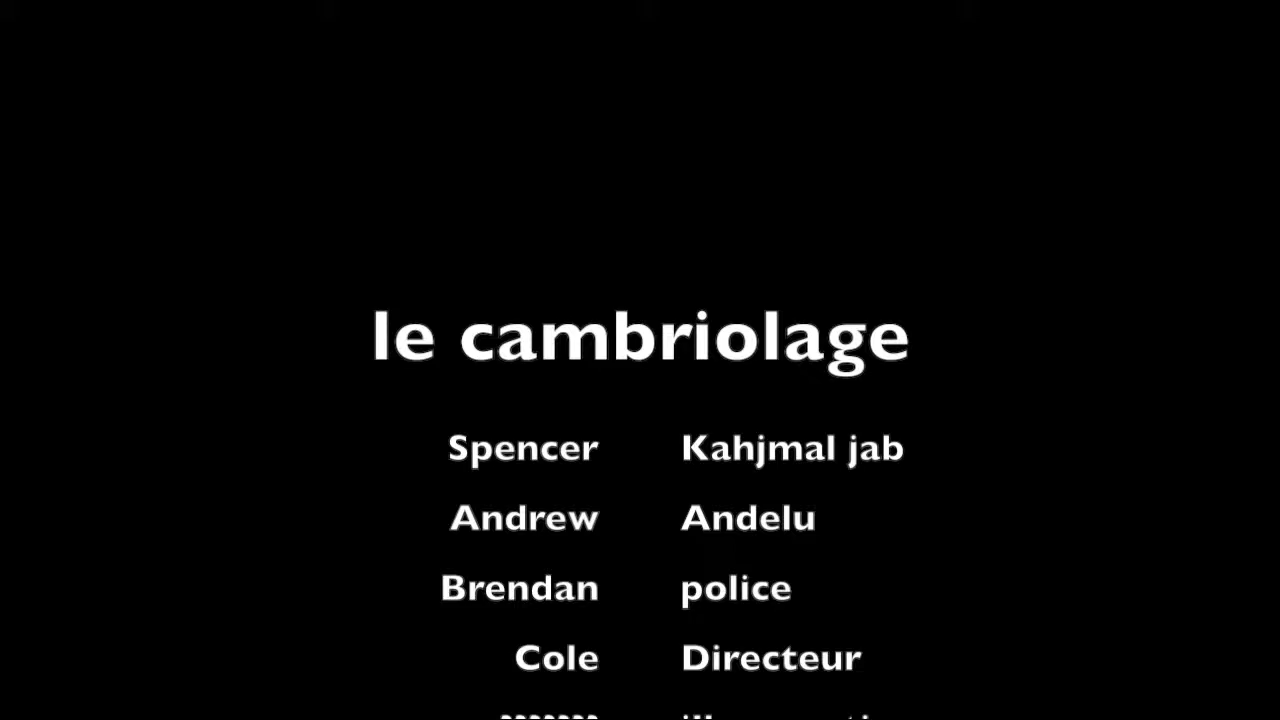 le cambriolage
Spencer Kahjmal jab
Andrew Andelu
Brendan police
Cole Directeur